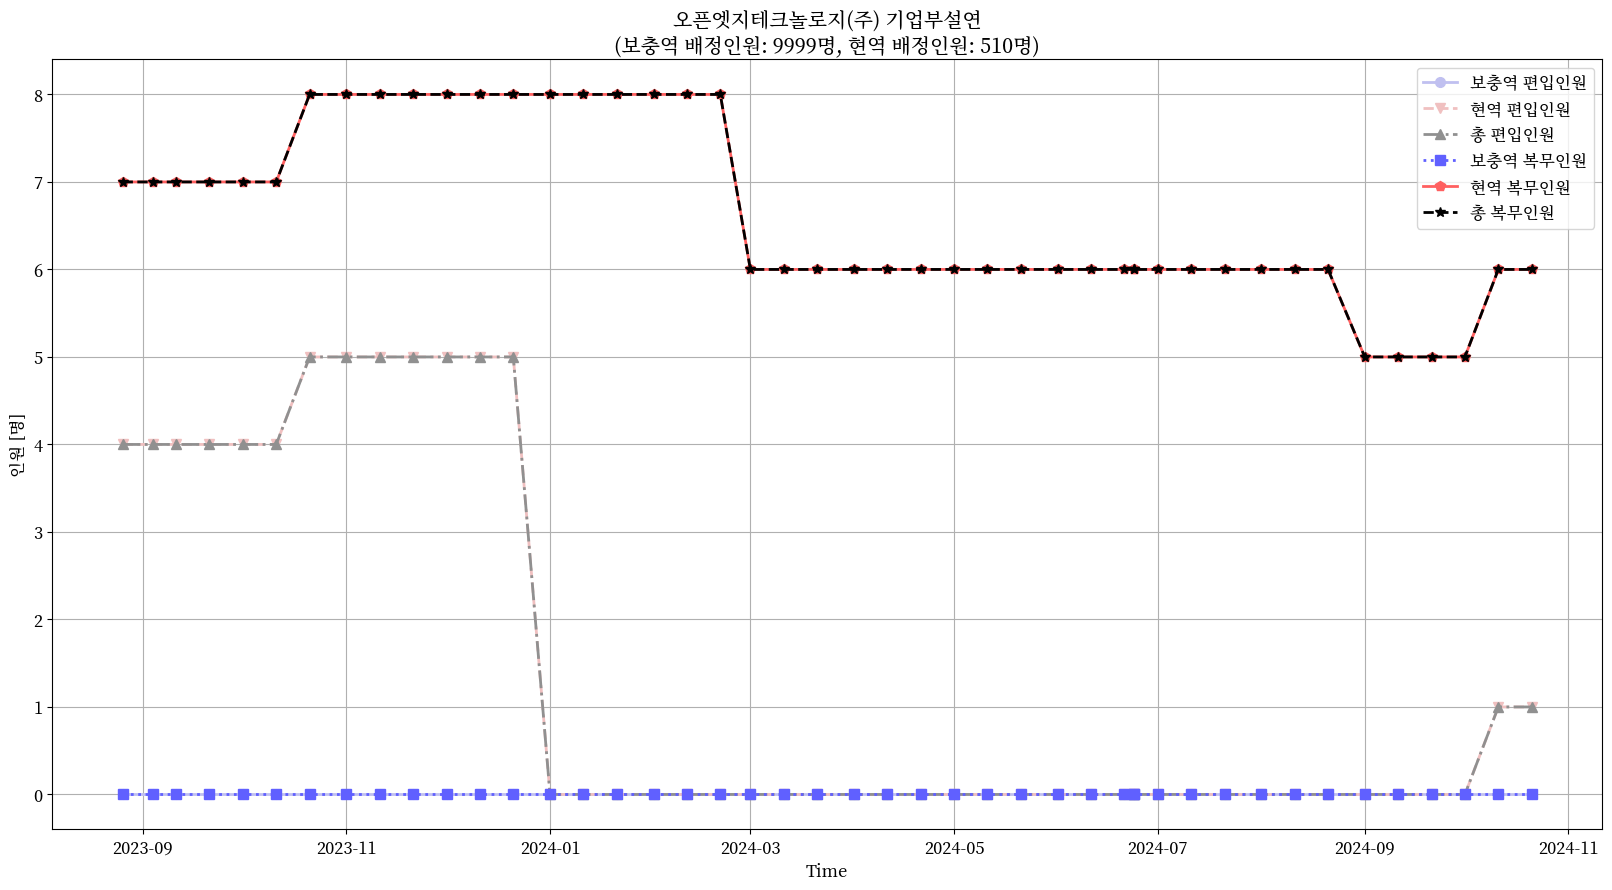 오픈엣지테크놀로지(주) 기업부설연
(보충역 배정인원: 9999명, 현역 배정인원: 510명)
보충역 편입인원
현역 편입인원
총 편입인원
보충역 복무인원
현역 복무인원
총 복무인원
인원 [명]
8
7
6
5
4
3
2
1
0
2023-09
2023-11
2024-01
2024-03
2024-05
2024-07
2024-09
2024-11
Time